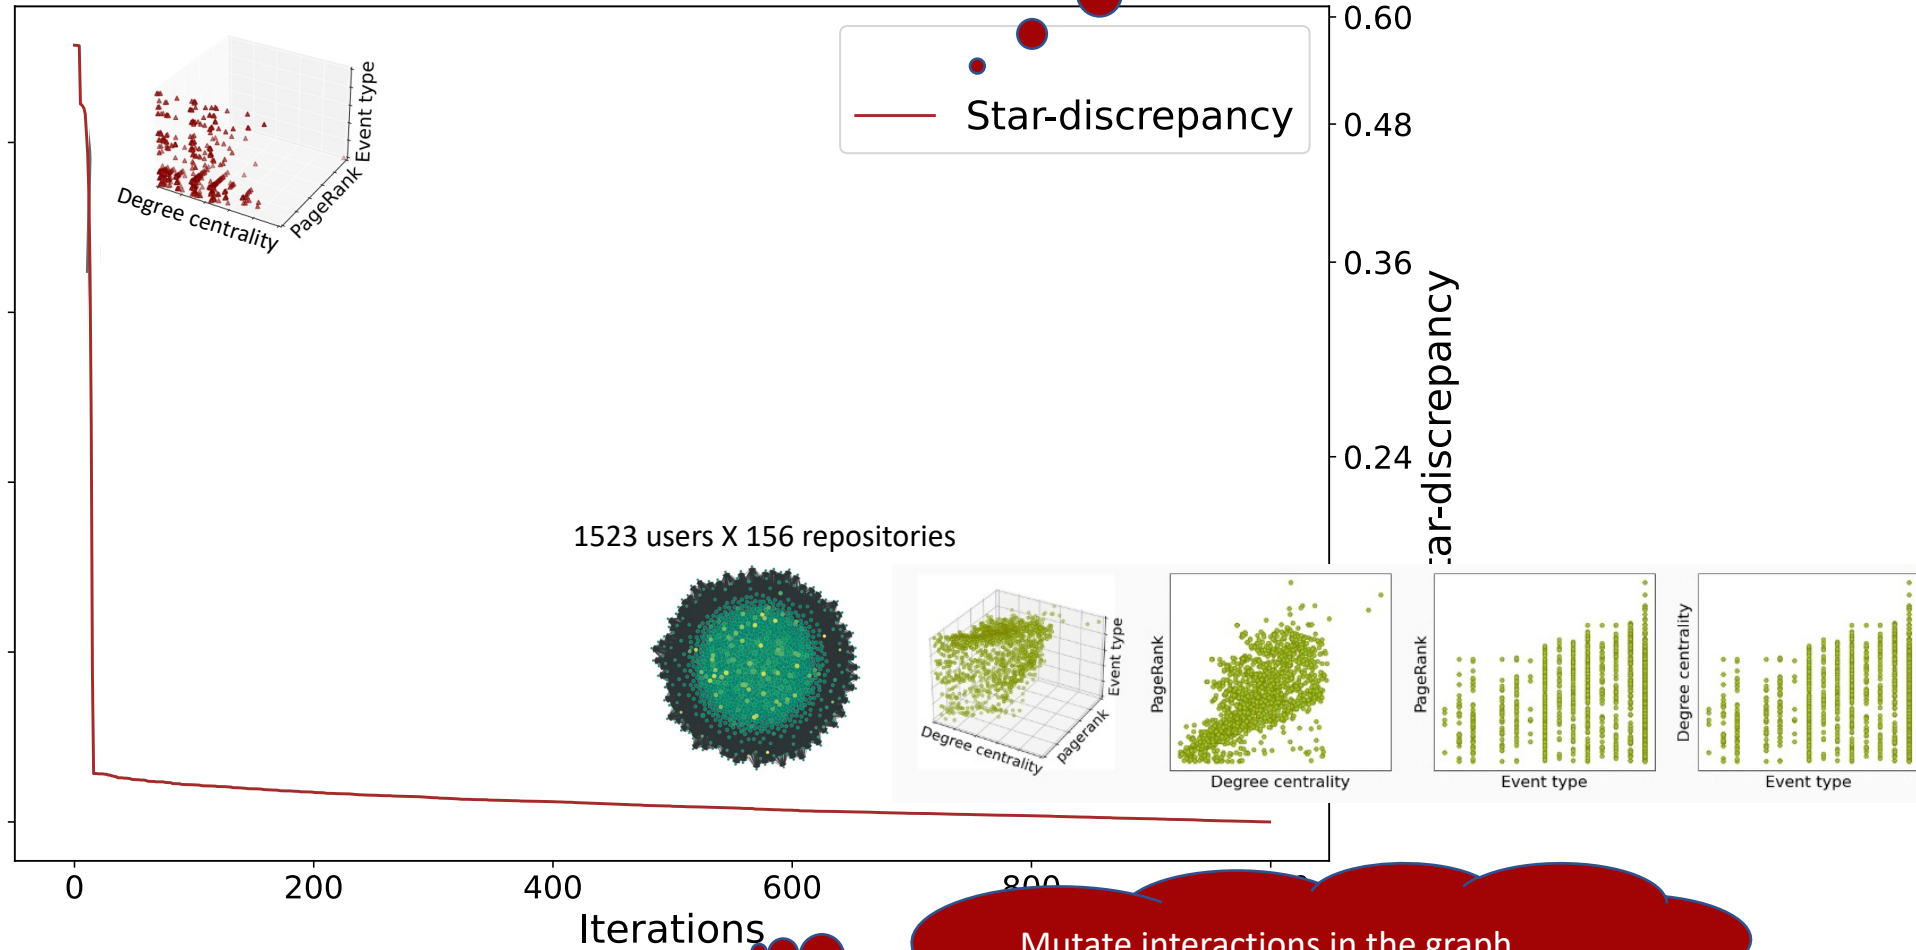 0.60
Star-discrepancy
0.48
0.36
0.24
Event type
PageRank
Degree centrality
1523 users X 156 repositories
Event type
pagerank
Degree centrality
PageRank
Degree centrality
PageRank
Event type
Degree centrality
Event type
0
200
400
600
800
Iterations
Mutate interactions in the graph